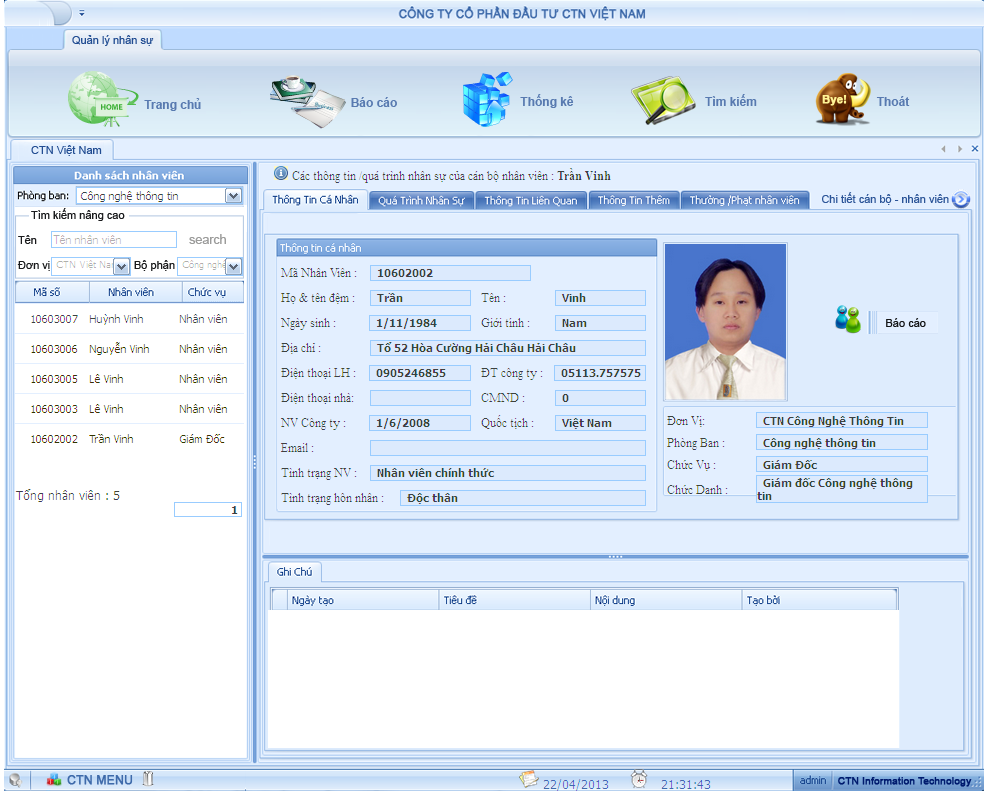 CÔNG TY CỔ PHẦN ĐẦU TƯ CTN VIỆT NAM
Quản lý nhân sự
HOME Trang chủ
Business Báo cáo
Thống kê
Tìm kiếm
Bye! Thoát
CTN Việt Nam
Danh sách nhân viên
Phòng ban: Công nghệ thông tin
Tìm kiếm nâng cao
Tên Tên nhân viên search
Đơn vị CTN Việt Na Bộ phận Công nghệ
Mã số Nhân viên Chức vụ
10603007 Huỳnh Vinh Nhân viên
10603006 Nguyễn Vinh Nhân viên
10603005 Lê Vinh Nhân viên
10603003 Lê Vinh Nhân viên
10602002 Trần Vinh Giám Đốc
Tổng nhân viên : 5
1
Các thông tin /quá trình nhân sự của cán bộ nhân viên : Trần Vinh
Thông Tin Cá Nhân Quá Trình Nhân Sự Thông Tin Liên Quan Thông Tin Thêm Thưởng /Phạt nhân viên Chi tiết cán bộ - nhân viên
Thông tin cá nhân
Mã Nhân Viên : 10602002
Họ & tên đệm : Trần Tên : Vinh
Ngày sinh : 1/11/1984 Giới tính : Nam
Địa chỉ : Tổ 52 Hòa Cường Hải Châu Hải Châu
Điện thoại LH : 0905246855 ĐT công ty : 05113.757575
Điện thoại nhà: CMND : 0
NV Công ty : 1/6/2008 Quốc tịch : Việt Nam
Email :
Tình trạng NV : Nhân viên chính thức
Tình trạng hôn nhân : Độc thân
Báo cáo
Đơn Vị: CTN Công Nghệ Thông Tin
Phòng Ban : Công nghệ thông tin
Chức Vụ : Giám Đốc
Chức Danh : Giám đốc Công nghệ thông
tin
Ghi Chú
Ngày tạo Tiêu đề Nội dung Tạo bởi
CTN MENU 22/04/2013 21:31:43 admin CTN Information Technology